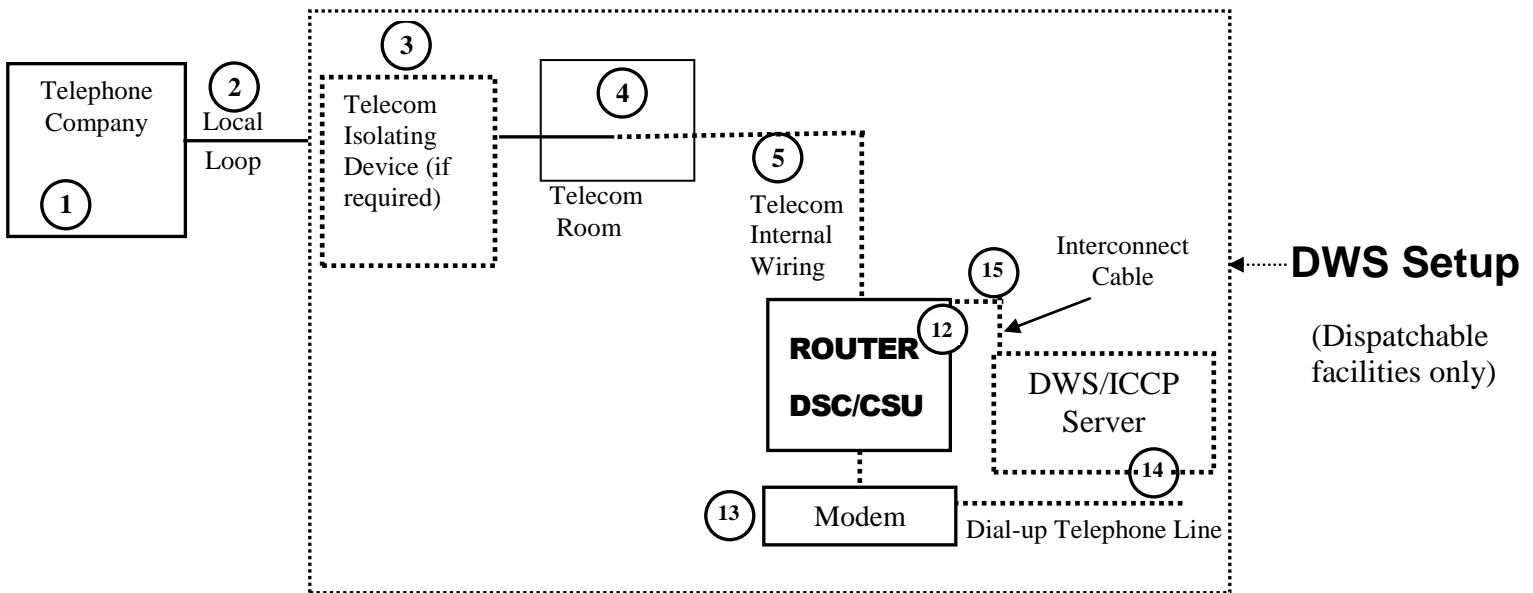 Telephone
Company
1
2
Local
Loop
3
Telecom
Isolating
Device (if
required)
4
Telecom
Room
5
Telecom
Internal
Wiring
15
Interconnect
Cable
12
ROUTER
DSC/CSU
DWS/ICCP
Server
14
13
Modem
Dial-up Telephone Line
DWS Setup
(Dispatchable
facilities only)